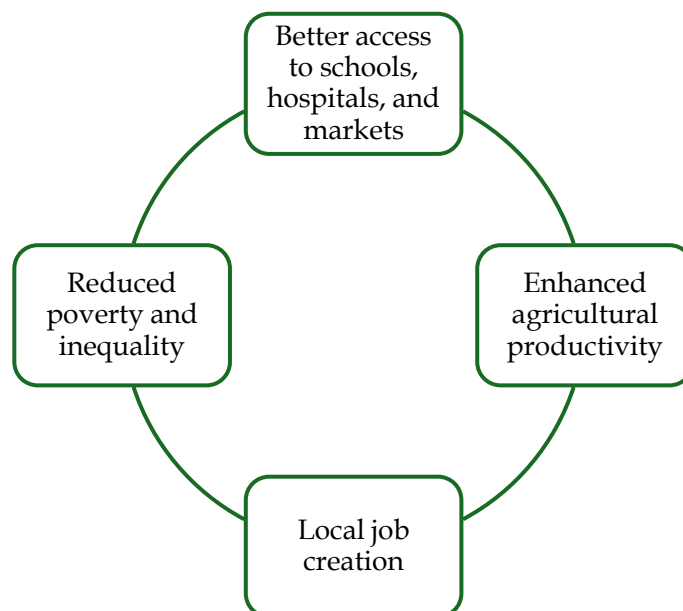 Better access
to schools,
hospitals, and
markets
Enhanced
agricultural
productivity
Local job
creation
Reduced
poverty and
inequality